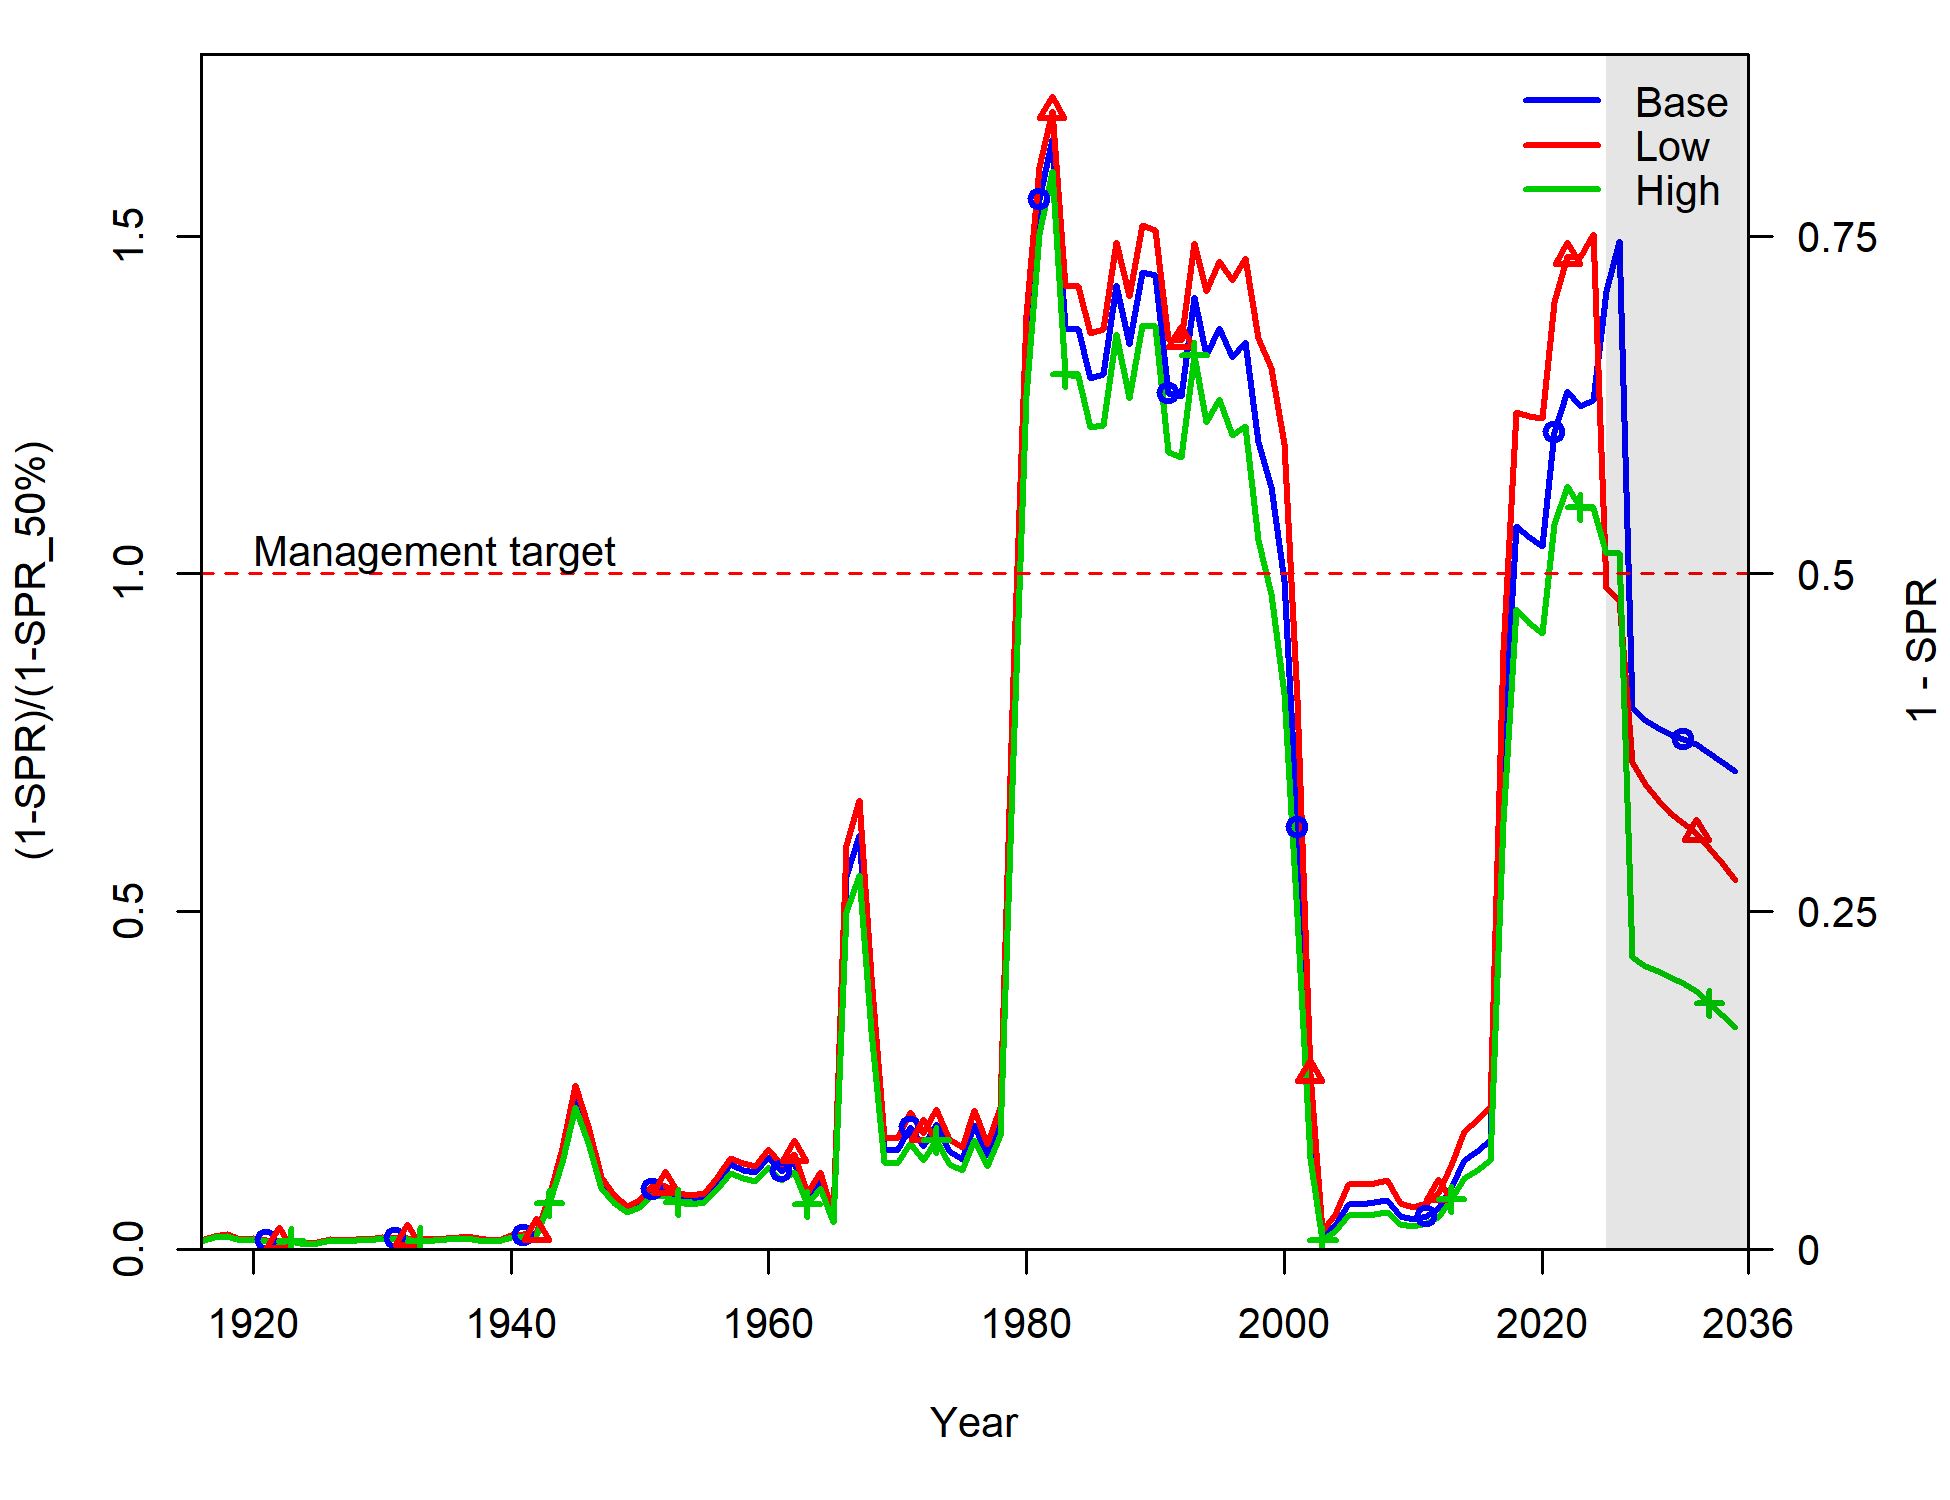 Base
Low
High
Management target
(1-SPR)/(1-SPR_50%)
0.0
0.5
1.0
1.5
1 - SPR
0
0.25
0.5
0.75
1920
1940
1960
1980
2000
2020
2036
Year